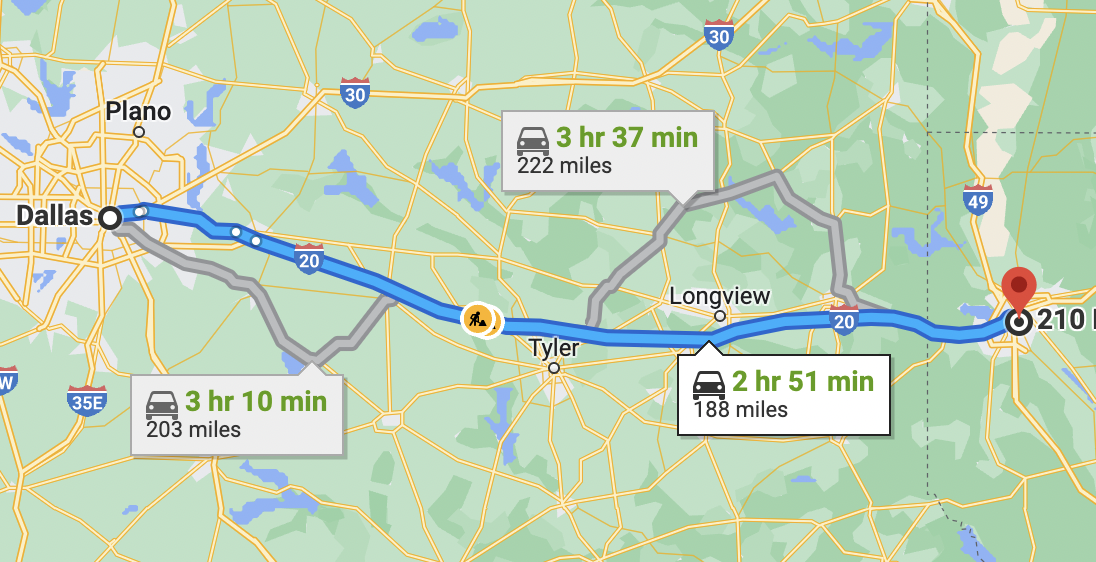 30
30
Plano
3 hr 37 min
222 miles
49
Dallas
20
Longview
20
210
Tyler
W
35E
3 hr 10 min
203 miles
2 hr 51 min
188 miles